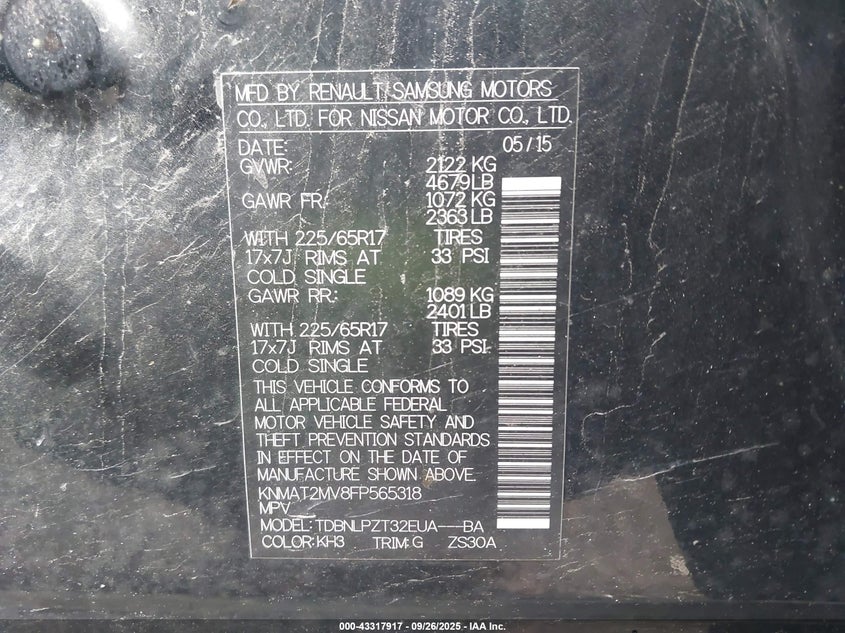 MFD BY RENAULT SAMSUNG MOTORS
CO., LTD. FOR NISSAN MOTOR CO., LTD.
DATE: 05/15
GVWR: 2122 KG
4679LB
GAWR FR: 1072 KG
2363 LB
WITH 225/65R17 TIRES
17x7J RIMS AT 33 PSI
COLD SINGLE
GAWR RR: 1089 KG
2401 LB
WITH 225/65R17 TIRES
17x7J RIMS AT 33 PSI
COLD SINGLE
THIS VEHICLE CONFORMS TO
ALL APPLICABLE FEDERAL
MOTOR VEHICLE SAFETY AND
THEFT PREVENTION STANDARDS
IN EFFECT ON THE DATE OF
MANUFACTURE SHOWN ABOVE.
KNMAT2MV8FP565318
MPV
MODEL: TDBNLPZT32EUA---BA
COLOR: KH3 TRIM: G ZS30A
000-43317917 - 09/26/2025 - IAA Inc.